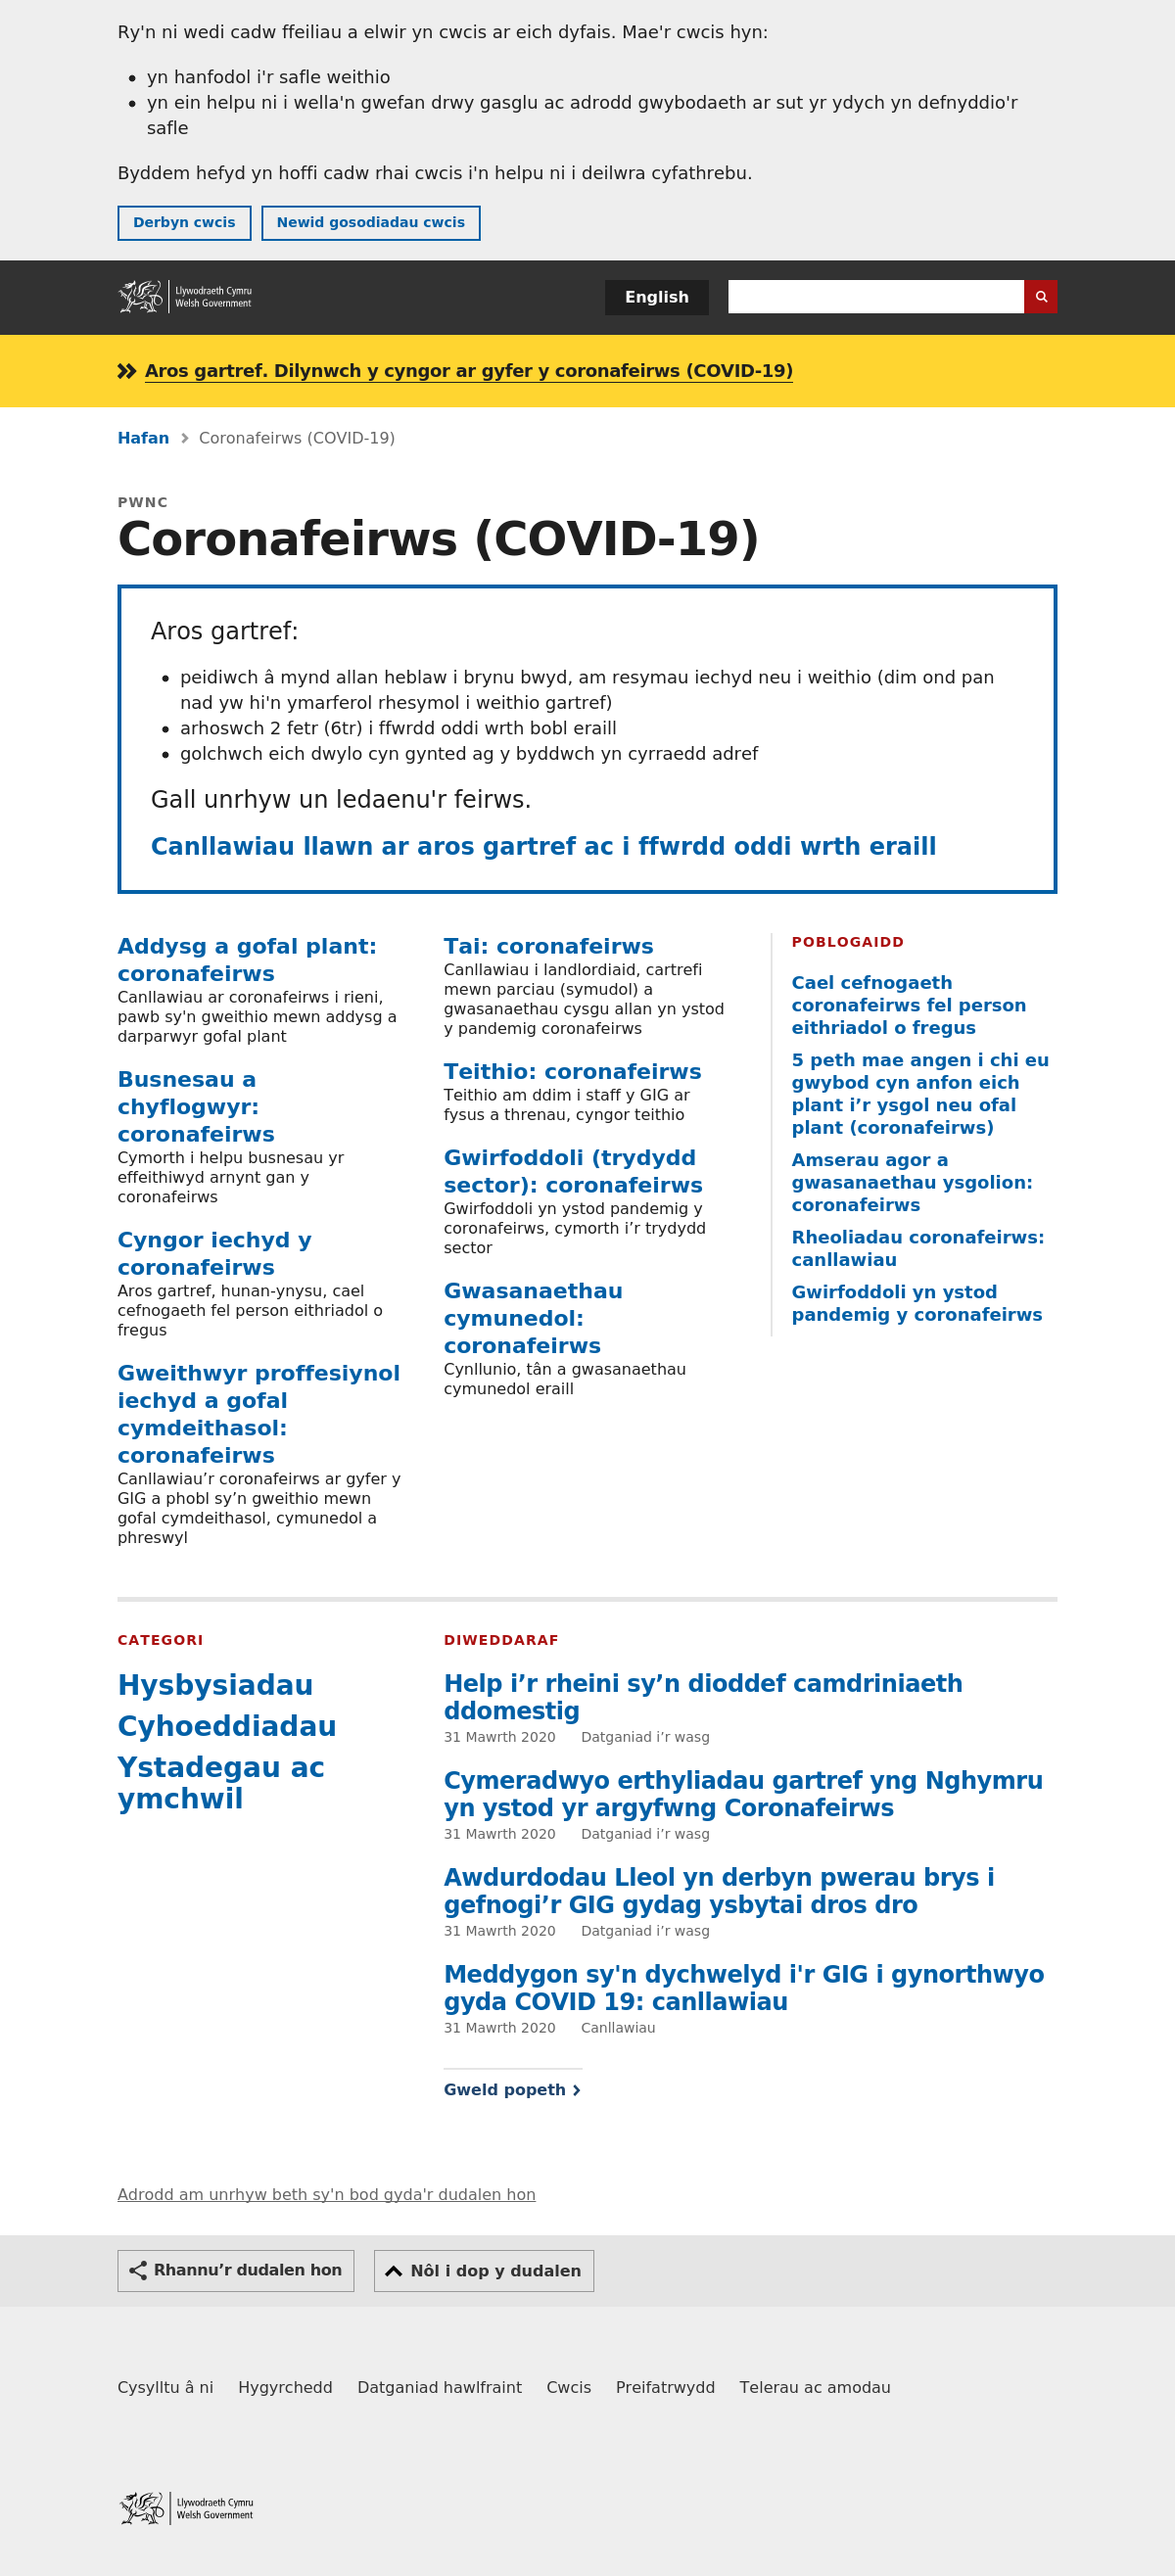 Ry'n ni wedi cadw ffeiliau a elwir yn cwcis ar eich dyfais. Mae'r cwcis hyn:
yn hanfodol i'r safle weithio
yn ein helpu ni i wella'n gwefan drwy gasglu ac adrodd gwybodaeth ar sut yr ydych yn defnyddio'r
safle
Byddem hefyd yn hoffi cadw rhai cwcis i'n helpu ni i deilwra cyfathrebu.
Derbyn cwcis
Newid gosodiadau cwcis
Llywodraeth Cymru
Welsh Government
English
Aros gartref. Dilynwch y cyngor ar gyfer y coronafeirws (COVID-19)
Hafan
Coronafeirws (COVID-19)
PWNC
Coronafeirws (COVID-19)
Aros gartref:
peidiwch â mynd allan heblaw i brynu bwyd, am resymau iechyd neu i weithio (dim ond pan
nad yw hi'n ymarferol rhesymol i weithio gartref)
arhoswch 2 fetr (6tr) i ffwrdd oddi wrth bobl eraill
golchwch eich dwylo cyn gynted ag y byddwch yn cyrraedd adref
Gall unrhyw un ledaenu'r feirws.
Canllawiau llawn ar aros gartref ac i ffwrdd oddi wrth eraill
Addysg a gofal plant:
coronafeirws
Canllawiau ar coronafeirws i rieni,
pawb sy'n gweithio mewn addysg a
darparwyr gofal plant
Busnesau a
chyflogwyr:
coronafeirws
Cymorth i helpu busnesau yr
effeithiwyd arnynt gan y
coronafeirws
Cyngor iechyd y
coronafeirws
Aros gartref, hunan-ynysu, cael
cefnogaeth fel person eithriadol o
fregus
Gweithwyr proffesiynol
iechyd a gofal
cymdeithasol:
coronafeirws
Canllawiau’r coronafeirws ar gyfer y
GIG a phobl sy’n gweithio mewn
gofal cymdeithasol, cymunedol a
phreswyl
Tai: coronafeirws
Canllawiau i landlordiaid, cartrefi
mewn parciau (symudol) a
gwasanaethau cysgu allan yn ystod
y pandemig coronafeirws
Teithio: coronafeirws
Teithio am ddim i staff y GIG ar
fysus a threnau, cyngor teithio
Gwirfoddoli (trydydd
sector): coronafeirws
Gwirfoddoli yn ystod pandemig y
coronafeirws, cymorth i’r trydydd
sector
Gwasanaethau
cymunedol:
coronafeirws
Cynllunio, tân a gwasanaethau
cymunedol eraill
POBLOGAIDD
Cael cefnogaeth
coronafeirws fel person
eithriadol o fregus
5 peth mae angen i chi eu
gwybod cyn anfon eich
plant i’r ysgol neu ofal
plant (coronafeirws)
Amserau agor a
gwasanaethau ysgolion:
coronafeirws
Rheoliadau coronafeirws:
canllawiau
Gwirfoddoli yn ystod
pandemig y coronafeirws
CATEGORI
Hysbysiadau
Cyhoeddiadau
Ystadegau ac
ymchwil
DIWEDDARAF
Help i’r rheini sy’n dioddef camdriniaeth
ddomestig
31 Mawrth 2020 Datganiad i’r wasg
Cymeradwyo erthyliadau gartref yng Nghymru
yn ystod yr argyfwng Coronafeirws
31 Mawrth 2020 Datganiad i’r wasg
Awdurdodau Lleol yn derbyn pwerau brys i
gefnogi’r GIG gydag ysbytai dros dro
31 Mawrth 2020 Datganiad i’r wasg
Meddygon sy'n dychwelyd i'r GIG i gynorthwyo
gyda COVID 19: canllawiau
31 Mawrth 2020 Canllawiau
Gweld popeth
Adrodd am unrhyw beth sy'n bod gyda'r dudalen hon
Rhannu’r dudalen hon
Nôl i dop y dudalen
Cysylltu â ni Hygyrchedd Datganiad hawlfraint Cwcis Preifatrwydd Telerau ac amodau
Llywodraeth Cymru
Welsh Government